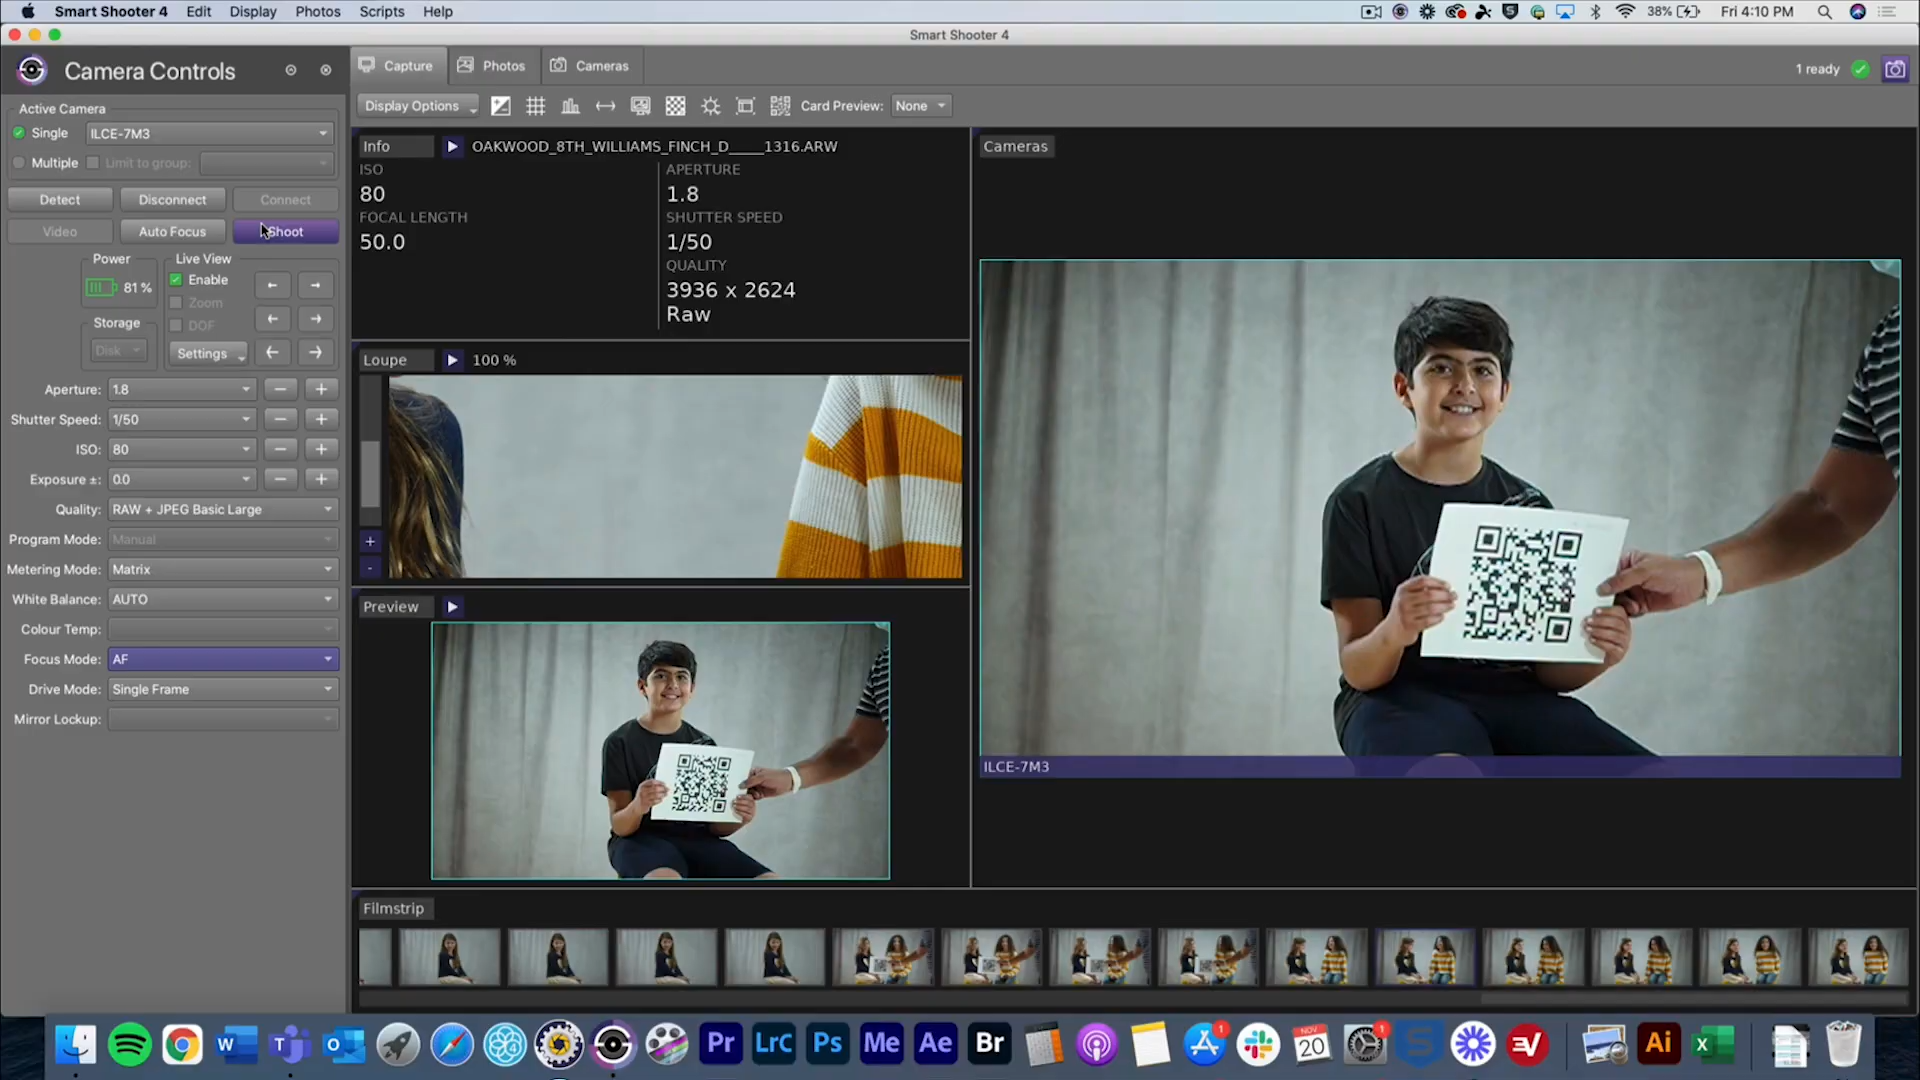 Smart Shooter 4 Edit Display Photos Scripts Help
38% Fri 4:10 PM
Smart Shooter 4
Camera Controls
Active Camera
Single ILCE-7M3
Multiple Limit to group:
Detect Disconnect Connect
Video Auto Focus Shoot
Power Live View
81 % Enable
Zoom
Storage DOF
Disk Settings
Aperture: 1.8 − +
Shutter Speed: 1/50 − +
ISO: 80 − +
Exposure ±: 0.0 − +
Quality: RAW + JPEG Basic Large
Program Mode: Manual
Metering Mode: Matrix
White Balance: AUTO
Colour Temp:
Focus Mode: AF
Drive Mode: Single Frame
Mirror Lockup:
Capture Photos Cameras
1 ready
Display Options Card Preview: None
Info OAKWOOD_8TH_WILLIAMS_FINCH_D____1316.ARW
ISO
80
FOCAL LENGTH
50.0
APERTURE
1.8
SHUTTER SPEED
1/50
QUALITY
3936 x 2624
Raw
Loupe 100 %
+
-
Preview
Cameras
ILCE-7M3
Filmstrip
W T O 4 Pr LrC Ps Me Ae Br 1 NOV 20 1 S Ai X